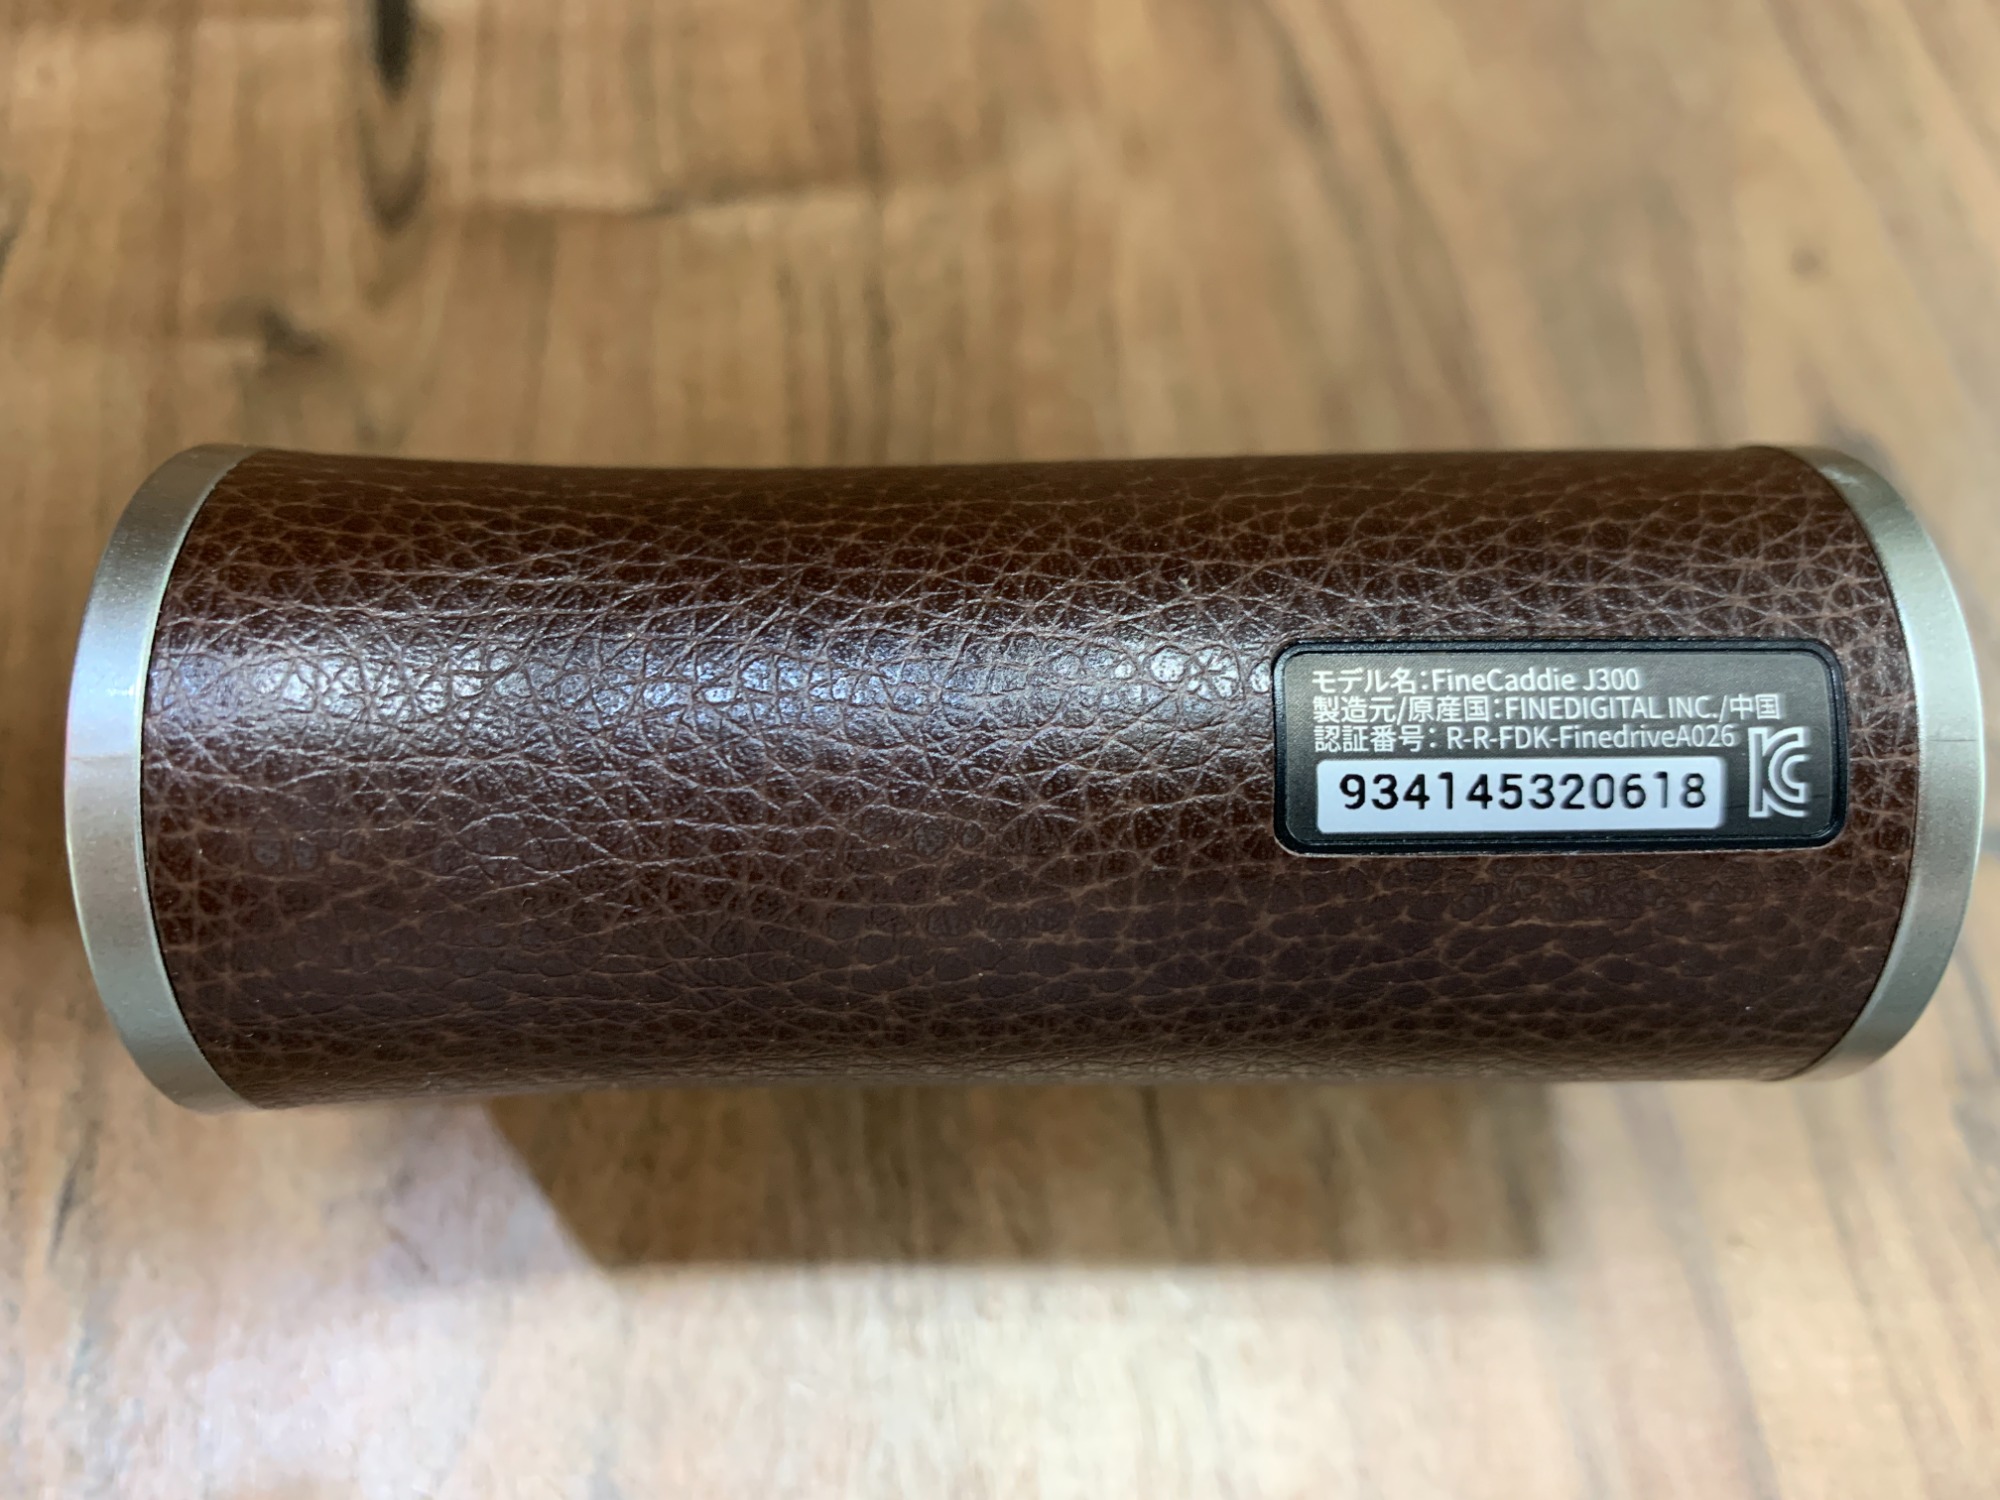 モデル名:FineCaddie J300
製造元/原産国:FINEDIGITAL INC./中国
認証番号: R-R-FDK-FinedriveA026
934145320618